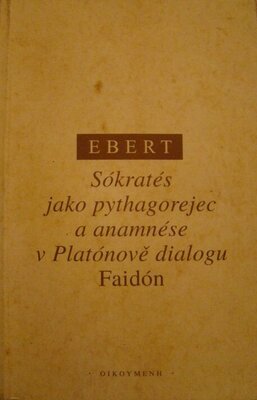 EBERT
Sókratés
jako pythagorejec
a anamnése
v Platónově dialogu
Faidón
· OIKOYMENH ·